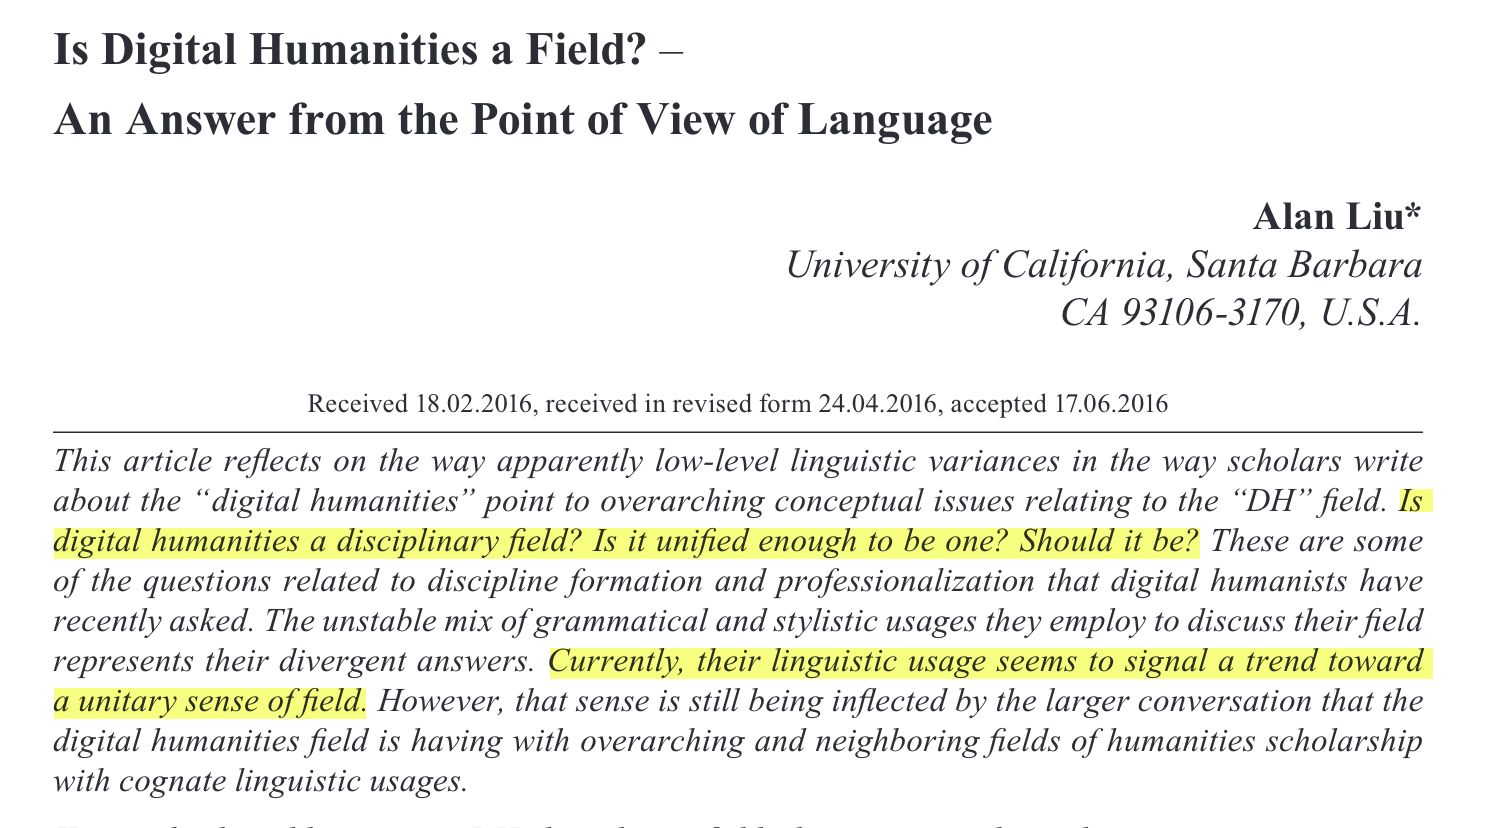 Is Digital Humanities a Field? –
An Answer from the Point of View of Language
Alan Liu*
University of California, Santa Barbara
CA 93106-3170, U.S.A.
Received 18.02.2016, received in revised form 24.04.2016, accepted 17.06.2016
This article reflects on the way apparently low-level linguistic variances in the way scholars write
about the “digital humanities” point to overarching conceptual issues relating to the “DH” field. Is
digital humanities a disciplinary field? Is it unified enough to be one? Should it be? These are some
of the questions related to discipline formation and professionalization that digital humanists have
recently asked. The unstable mix of grammatical and stylistic usages they employ to discuss their field
represents their divergent answers. Currently, their linguistic usage seems to signal a trend toward
a unitary sense of field. However, that sense is still being inflected by the larger conversation that the
digital humanities field is having with overarching and neighboring fields of humanities scholarship
with cognate linguistic usages.